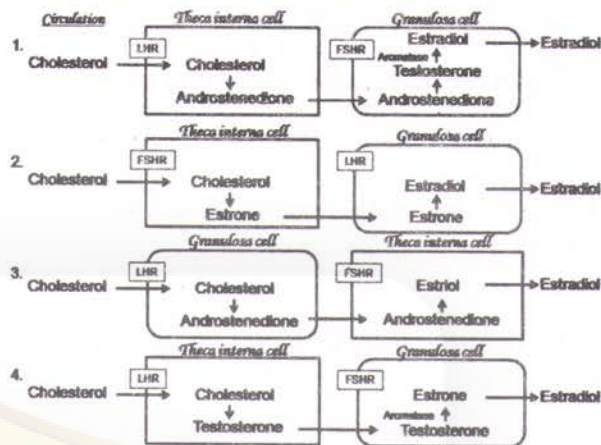 Circulation Theca interna cell Granulosa cell
1. LHR FSHR Estradiol Estradiol
Cholesterol Cholesterol Aromatase Testosterone
Androstenedione Androstenedione
Theca interna cell Granulosa cell
2. FSHR LHR
Cholesterol Cholesterol Estradiol Estradiol
Estrone Estrone
Granulosa cell Theca interna cell
3. LHR FSHR
Cholesterol Cholesterol Estriol Estradiol
Androstenedione Androstenedione
Theca interna cell Granulosa cell
4. LHR FSHR
Cholesterol Cholesterol Estrone Estradiol
Testosterone Aromatase Testosterone